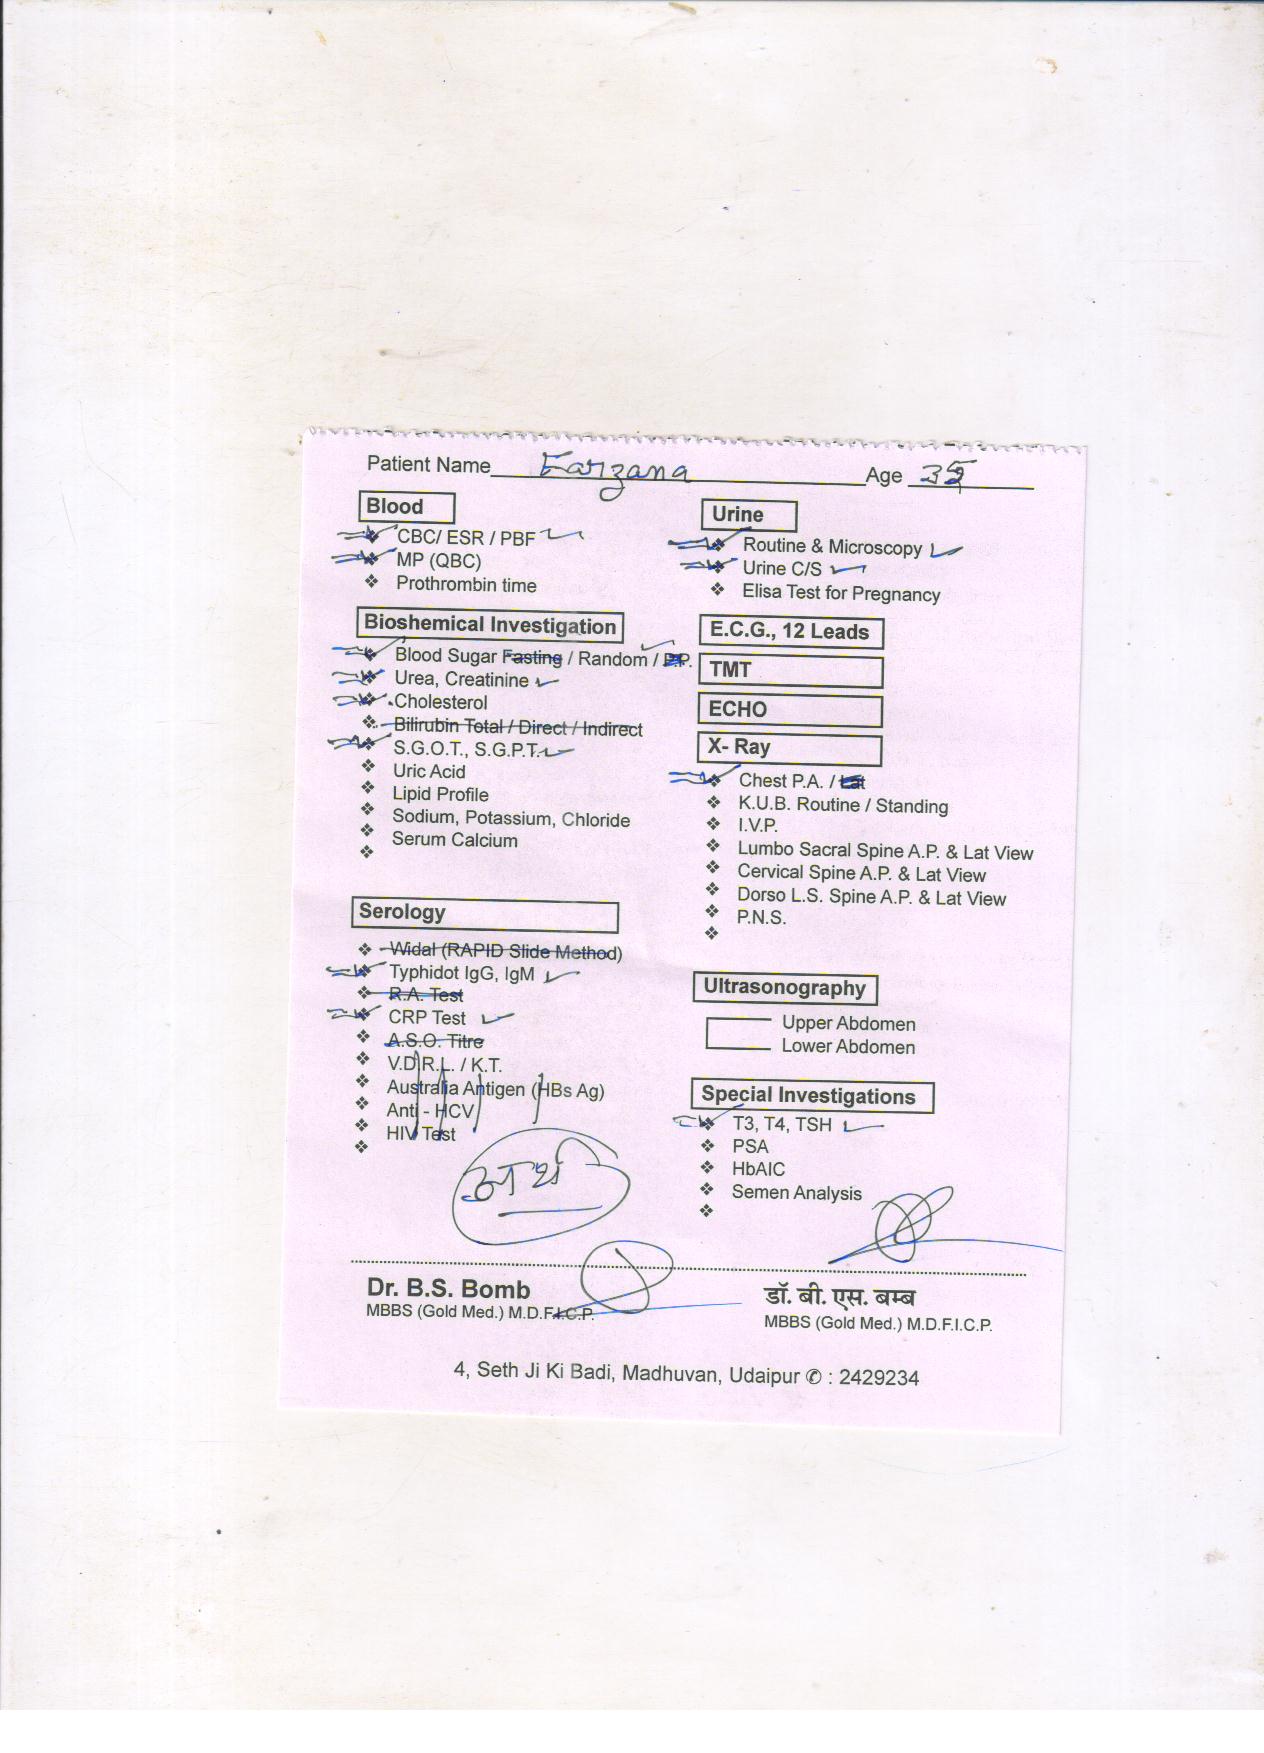 Patient Name Farzana Age 35
Blood
CBC/ ESR / PBF
MP (QBC)
Prothrombin time
Bioshemical Investigation
Blood Sugar Fasting / Random / P.P.
Urea, Creatinine
Cholesterol
Bilirubin Total / Direct / Indirect
S.G.O.T., S.G.P.T.
Uric Acid
Lipid Profile
Sodium, Potassium, Chloride
Serum Calcium
Serology
Widal (RAPID Slide Method)
Typhidot IgG, IgM
R.A. Test
CRP Test
A.S.O. Titre
V.D.R.L. / K.T.
Australia Antigen (HBs Ag)
Anti - HCV
HIV Test
Urine
Routine & Microscopy
Urine C/S
Elisa Test for Pregnancy
E.C.G., 12 Leads
TMT
ECHO
X- Ray
Chest P.A. / Lat
K.U.B. Routine / Standing
I.V.P.
Lumbo Sacral Spine A.P. & Lat View
Cervical Spine A.P. & Lat View
Dorso L.S. Spine A.P. & Lat View
P.N.S.
Ultrasonography
Upper Abdomen
Lower Abdomen
Special Investigations
T3, T4, TSH
PSA
HbAIC
Semen Analysis
Dr. B.S. Bomb
MBBS (Gold Med.) M.D.F.I.C.P.
डॉ. बी. एस. बम्ब
MBBS (Gold Med.) M.D.F.I.C.P.
4, Seth Ji Ki Badi, Madhuvan, Udaipur ✆ : 2429234